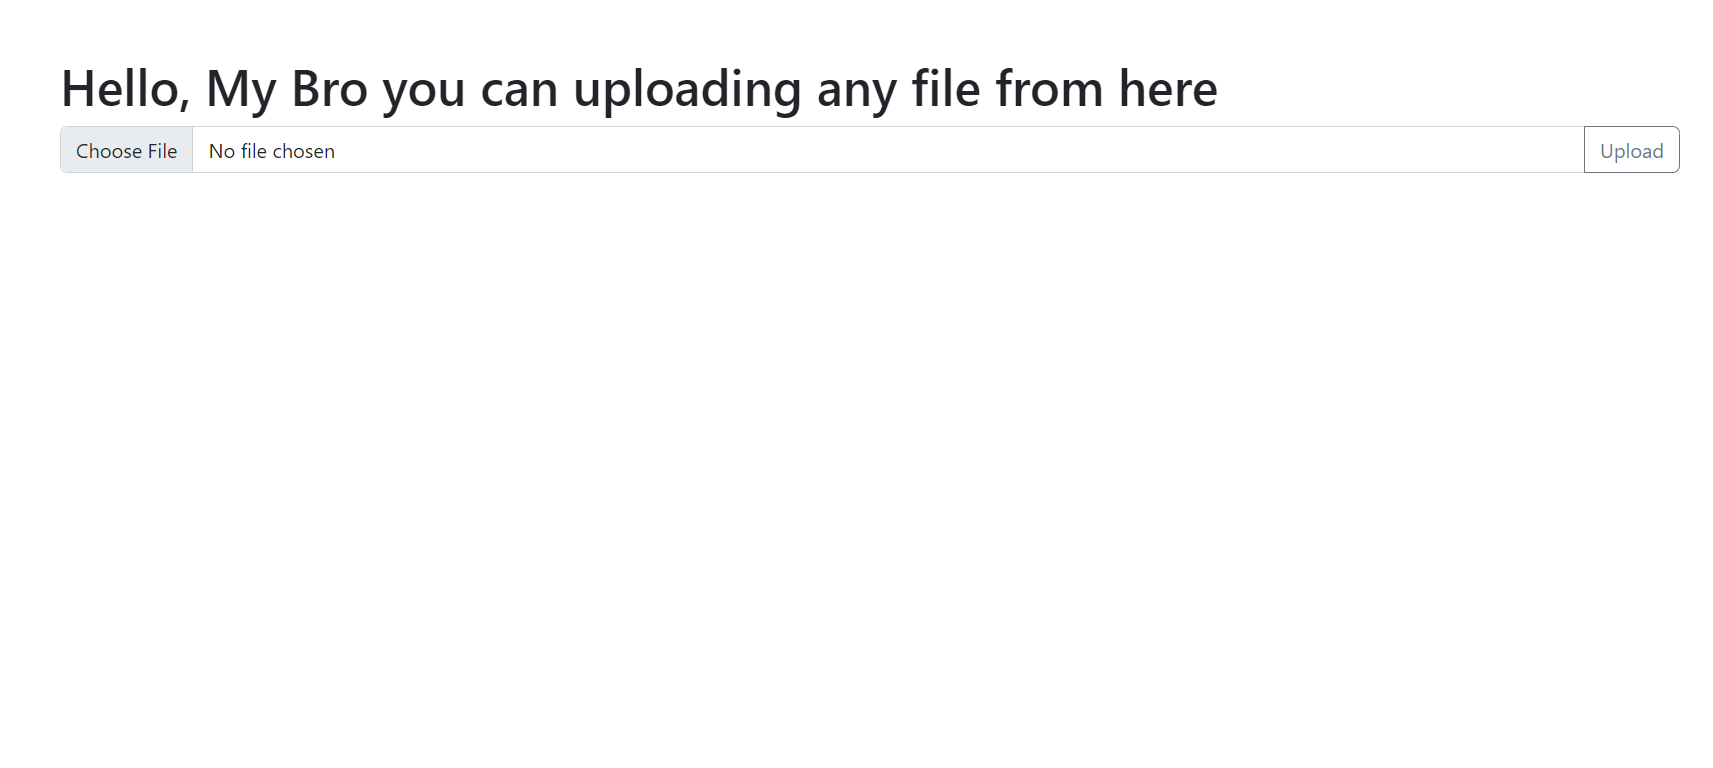 Hello, My Bro you can uploading any file from here
Choose File No file chosen Upload